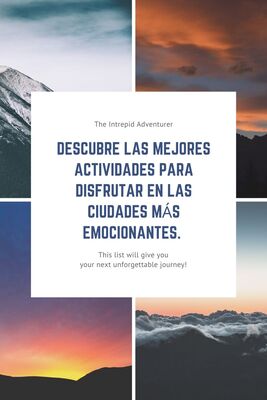 The Intrepid Adventurer
DESCUBRE LAS MEJORES
ACTIVIDADES PARA
DISFRUTAR EN LAS
CIUDADES MÁS
EMOCIONANTES.
This list will give you
your next unforgettable journey!